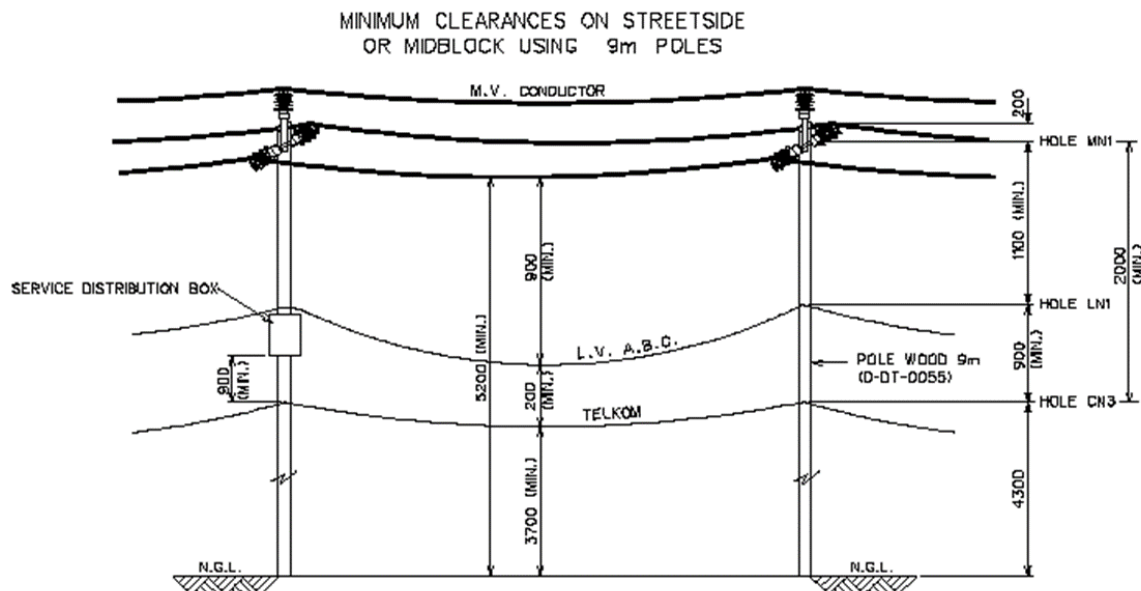 MINIMUM CLEARANCES ON STREETSIDE
OR MIDBLOCK USING 9m POLES
M.V. CONDUCTOR
200
HOLE MN1
1100 (MIN.)
2000
(MIN.)
900
(MIN.)
SERVICE DISTRIBUTION BOX
HOLE LN1
L.V. A.B.C.
5200 (MIN.)
POLE WOOD 9m
(D-DT-0055)
900
(MIN.)
900
(MIN.)
200
(MIN.)
TELKOM
HOLE CN3
3700 (MIN.)
4300
N.G.L.
N.G.L.